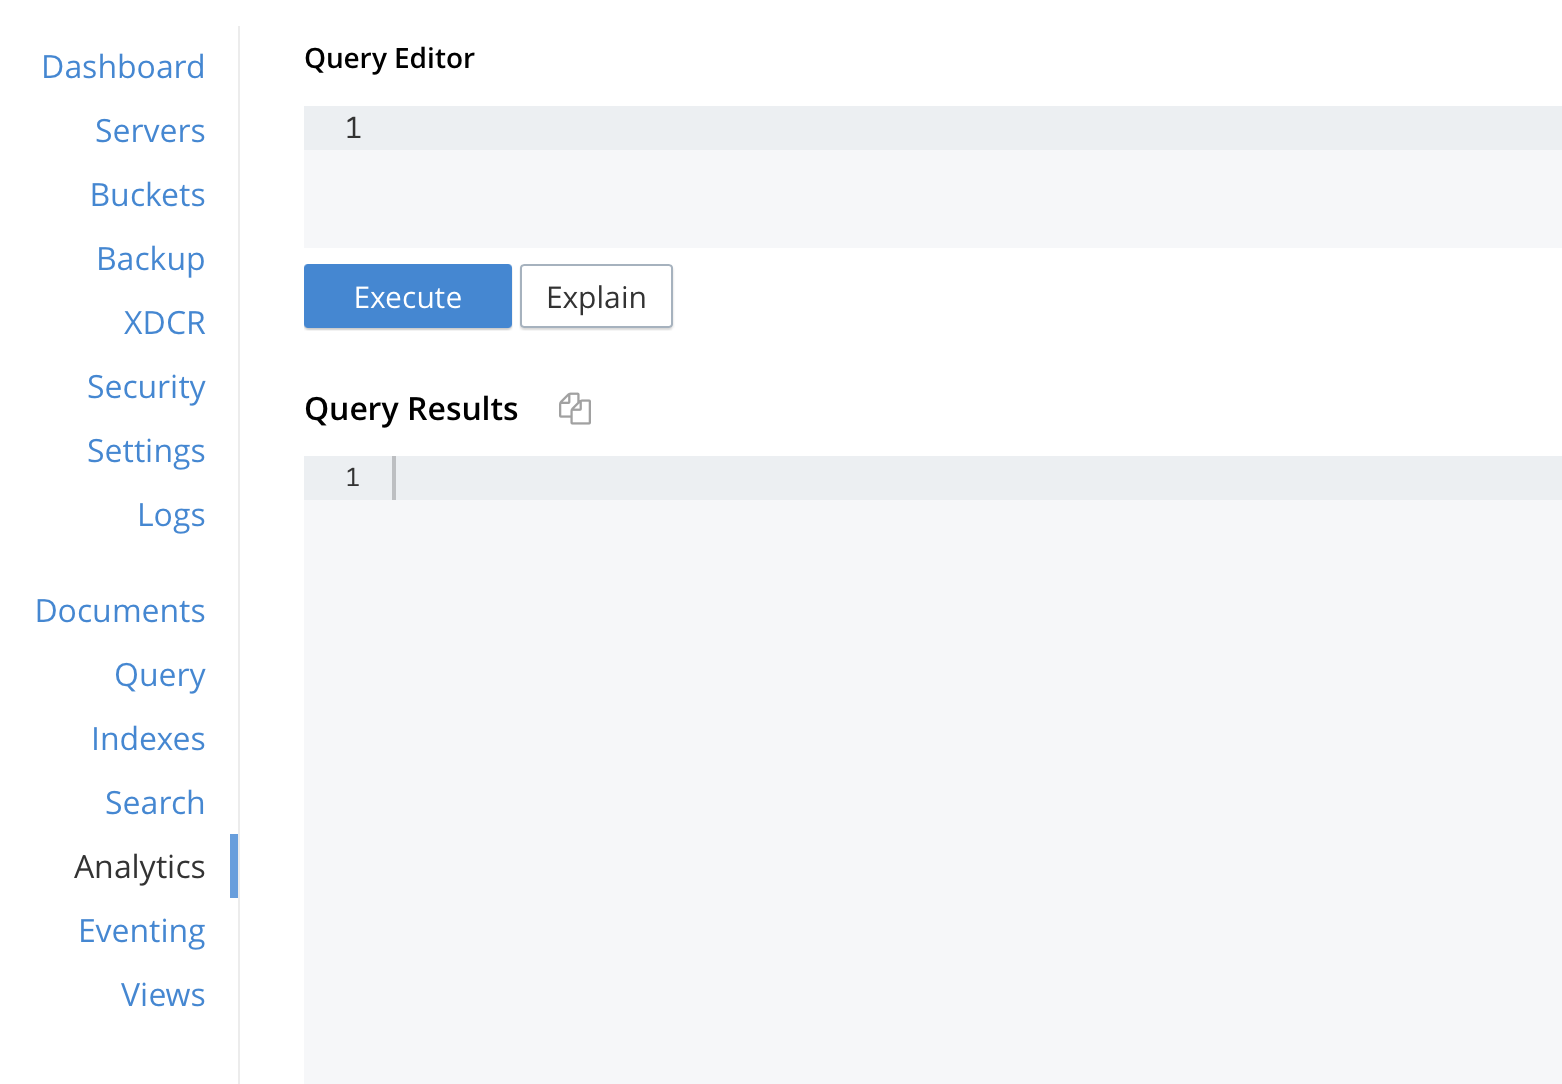 Dashboard
Servers
Buckets
Backup
XDCR
Security
Settings
Logs
Documents
Query
Indexes
Search
Analytics
Eventing
Views
Query Editor
1
Execute
Explain
Query Results
1